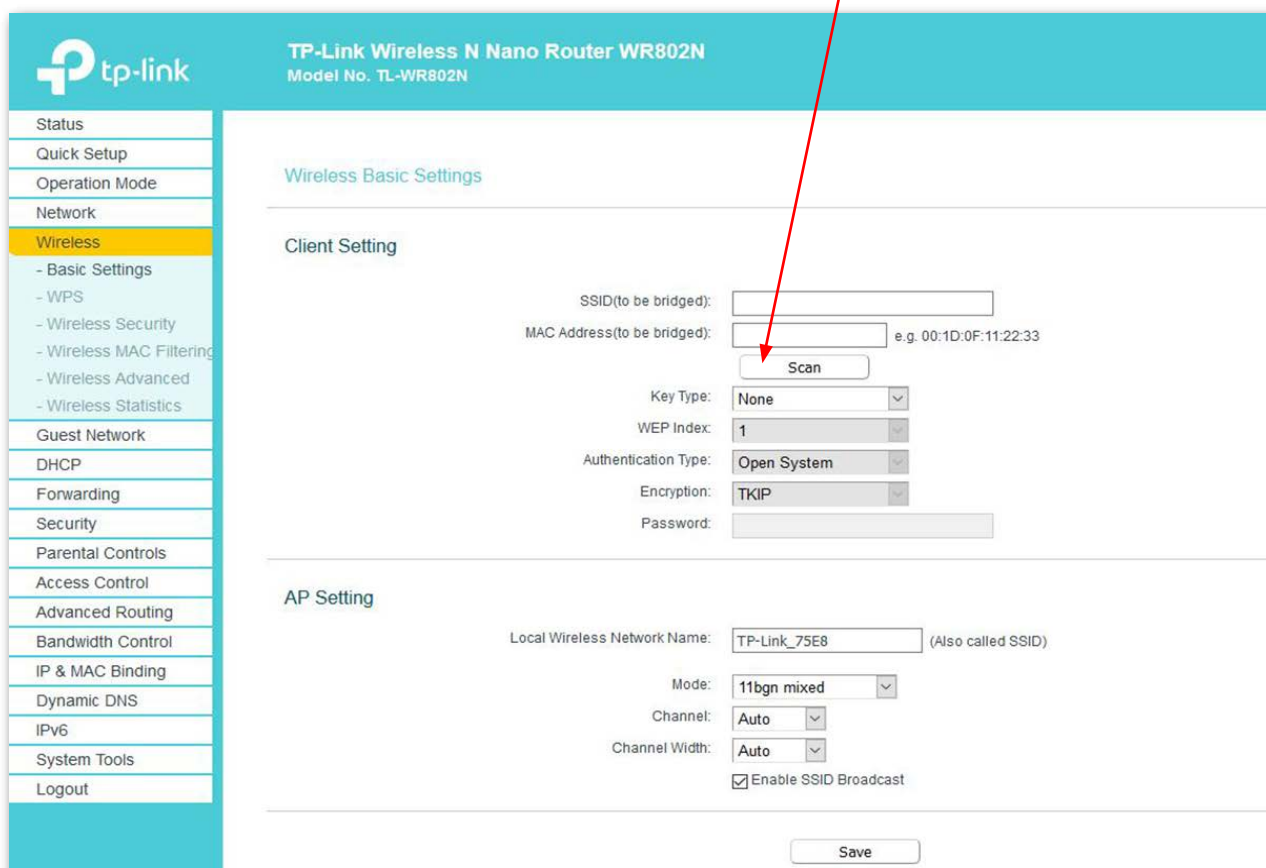 tp-link
TP-Link Wireless N Nano Router WR802N
Model No. TL-WR802N
Status
Quick Setup
Operation Mode
Network
Wireless
- Basic Settings
- WPS
- Wireless Security
- Wireless MAC Filtering
- Wireless Advanced
- Wireless Statistics
Guest Network
DHCP
Forwarding
Security
Parental Controls
Access Control
Advanced Routing
Bandwidth Control
IP & MAC Binding
Dynamic DNS
IPv6
System Tools
Logout
Wireless Basic Settings
Client Setting
SSID(to be bridged):
MAC Address(to be bridged): e.g. 00:1D:0F:11:22:33
Scan
Key Type: None
WEP Index: 1
Authentication Type: Open System
Encryption: TKIP
Password:
AP Setting
Local Wireless Network Name: TP-Link_75E8 (Also called SSID)
Mode: 11bgn mixed
Channel: Auto
Channel Width: Auto
Enable SSID Broadcast
Save